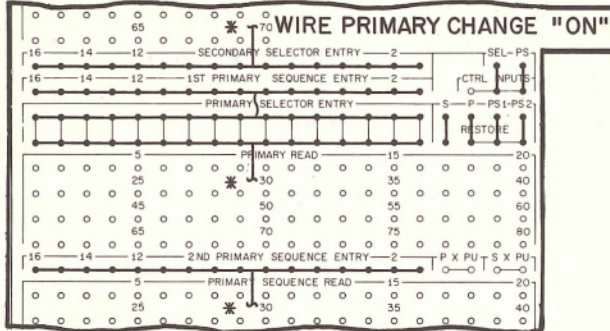 65 * 70 WIRE PRIMARY CHANGE "ON"
16 14 12 SECONDARY SELECTOR ENTRY 2 SEL- PS
16 14 12 1ST PRIMARY SEQUENCE ENTRY 2 CTRL INPUTS
PRIMARY SELECTOR ENTRY S P PS1-PS2
RESTORE
5 PRIMARY READ 15 20
25 * 30 35 40
45 50 55 60
65 70 75 80
16 14 12 2ND PRIMARY SEQUENCE ENTRY 2 P X PU S X PU
5 PRIMARY SEQUENCE READ 15 20
25 * 30 35 40